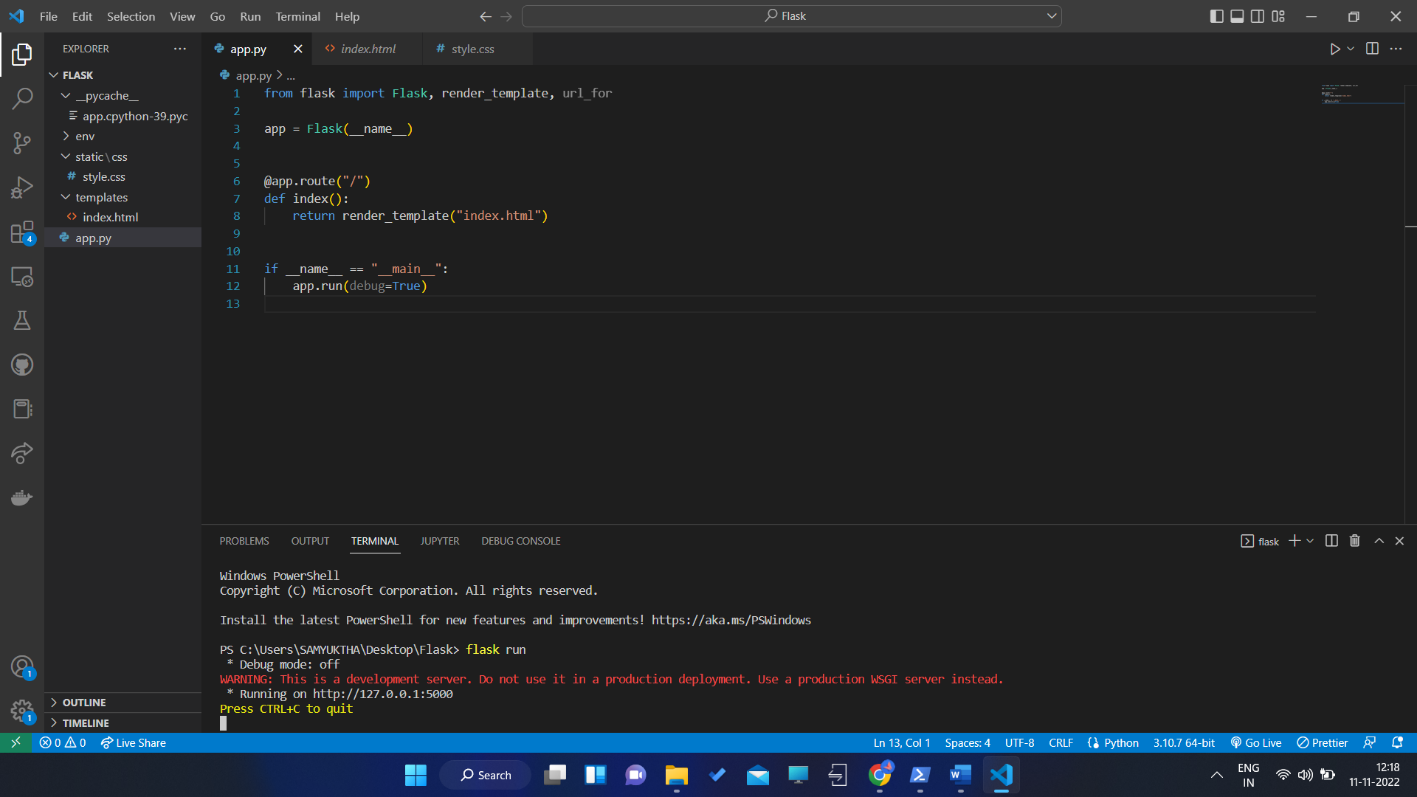 File Edit Selection View Go Run Terminal Help
Flask
EXPLORER
FLASK
__pycache__
app.cpython-39.pyc
env
static\css
style.css
templates
index.html
app.py
OUTLINE
TIMELINE
4
1
1
app.py index.html style.css
app.py > ...
1 from flask import Flask, render_template, url_for
2
3 app = Flask(__name__)
4
5
6 @app.route("/")
7 def index():
8 return render_template("index.html")
9
10
11 if __name__ == "__main__":
12 app.run(debug=True)
13
PROBLEMS OUTPUT TERMINAL JUPYTER DEBUG CONSOLE
flask
Windows PowerShell
Copyright (C) Microsoft Corporation. All rights reserved.
Install the latest PowerShell for new features and improvements! https://aka.ms/PSWindows
PS C:\Users\SAMYUKTHA\Desktop\Flask> flask run
* Debug mode: off
WARNING: This is a development server. Do not use it in a production deployment. Use a production WSGI server instead.
* Running on http://127.0.0.1:5000
Press CTRL+C to quit
0 0 Live Share Ln 13, Col 1 Spaces: 4 UTF-8 CRLF Python 3.10.7 64-bit Go Live Prettier
Search
ENG
IN
12:18
11-11-2022